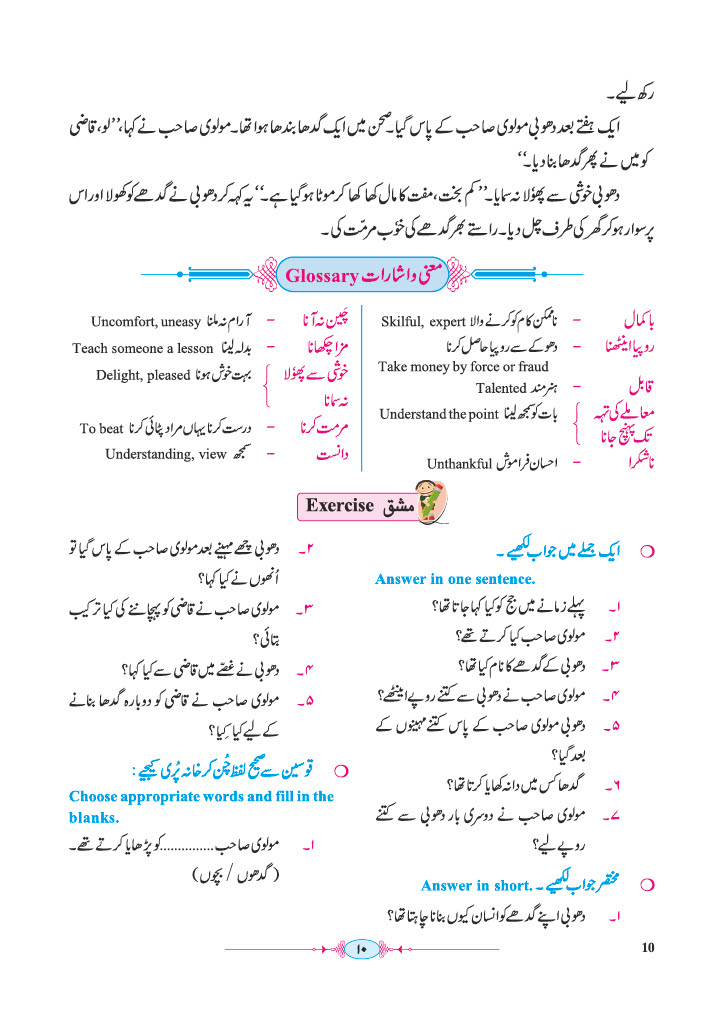 رکھ لیے۔
ایک ہفتے بعد دھوبی مولوی صاحب کے پاس گیا۔ صحن میں ایک گدھا بندھا ہوا تھا۔ مولوی صاحب نے کہا، ’’لو، قاضی
کو میں نے پھر گدھا بنا دیا۔‘‘
دھوبی خوشی سے پھوٗلا نہ سمایا۔ ’’کم بخت، مفت کا مال کھا کھا کر موٹا ہو گیا ہے۔‘‘ یہ کہہ کر دھوبی نے گدھے کو کھولا اور اس
پر سوار ہو کر گھر کی طرف چل دیا۔ راستے بھر گدھے کی خوٗب مرمّت کی۔
معنی و اشارات Glossary
باکمال – ناممکن کام کو کرنے والا Skilful, expert
روپیا اینٹھنا – دھوکے سے روپیا حاصل کرنا
Take money by force or fraud
قابل – ہنرمند Talented
معاملے کی تہہ
تک پہنچ جانا } – بات کو سمجھ لینا Understand the point
ناشکرا – احسان فراموش Unthankful
چَین نہ آنا – آرام نہ ملنا Uncomfort, uneasy
مزا چکھانا – بدلہ لینا Teach someone a lesson
خوشی سے پھوٗلا
نہ سمانا } – بہت خوش ہونا Delight, pleased
مرمت کرنا – درست کرنا یہاں مراد پٹائی کرنا To beat
دانست – سمجھ Understanding, view
مشق Exercise
❍ ایک جملے میں جواب لکھیے۔
Answer in one sentence.
۱۔ پہلے زمانے میں جج کو کیا کہا جاتا تھا؟
۲۔ مولوی صاحب کیا کرتے تھے؟
۳۔ دھوبی کے گدھے کا نام کیا تھا؟
۴۔ مولوی صاحب نے دھوبی سے کتنے روپے اینٹھے؟
۵۔ دھوبی مولوی صاحب کے پاس کتنے مہینوں کے
بعد گیا؟
۶۔ گدھا کس میں دانہ کھایا کرتا تھا؟
۷۔ مولوی صاحب نے دوسری بار دھوبی سے کتنے
روپے لیے؟
❍ مختصر جواب لکھیے۔ Answer in short.
۱۔ دھوبی اپنے گدھے کو انسان کیوں بنانا چاہتا تھا؟
۲۔ دھوبی چھے مہینے بعد مولوی صاحب کے پاس گیا تو
اُنھوں نے کیا کہا؟
۳۔ مولوی صاحب نے قاضی کو پہچاننے کی کیا ترکیب
بتائی؟
۴۔ دھوبی نے غصّے میں قاضی سے کیا کہا؟
۵۔ مولوی صاحب نے قاضی کو دوبارہ گدھا بنانے
کے لیے کیا کِیا؟
❍ قوسین سے صحیح لفظ چُن کر خانہ پُری کیجیے :
Choose appropriate words and fill in the
blanks.
۱۔ مولوی صاحب...............کو پڑھایا کرتے تھے۔
( گدھوں / بچوں )
۱۰
10